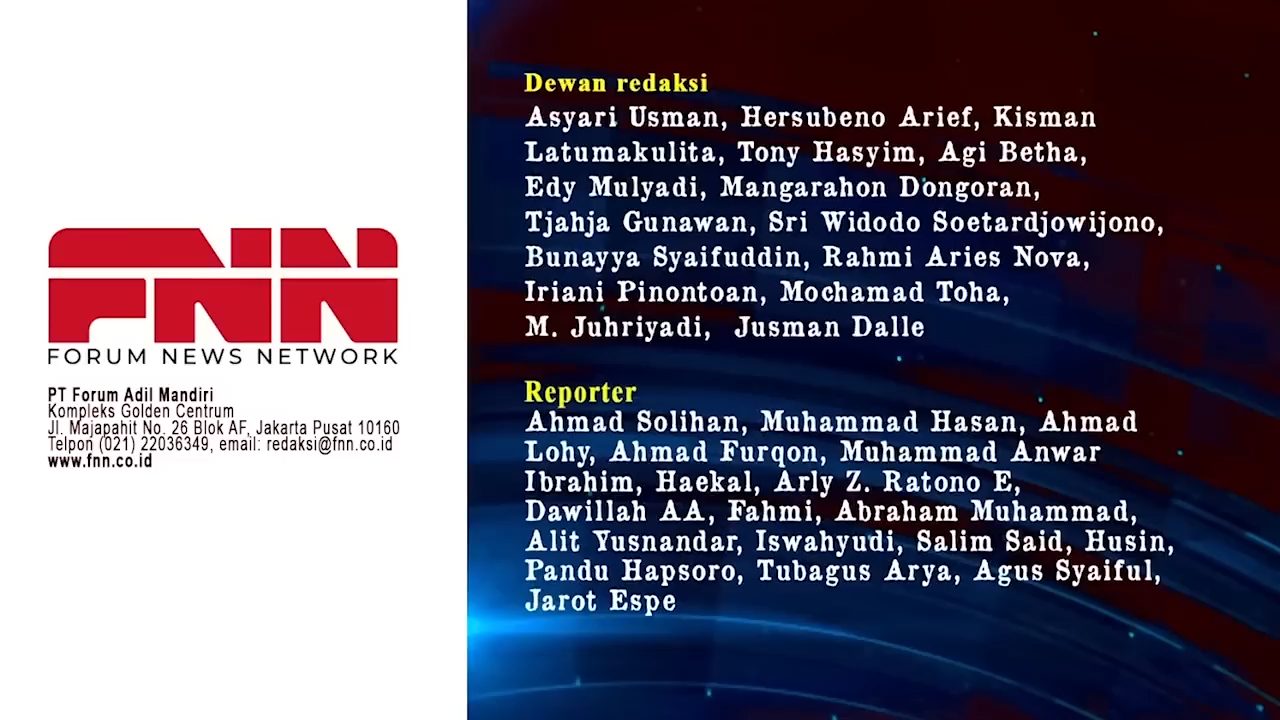 FNN
FORUM NEWS NETWORK
PT Forum Adil Mandiri
Kompleks Golden Centrum
Jl. Majapahit No. 26 Blok AF, Jakarta Pusat 10160
Telpon (021) 22036349, email: redaksi@fnn.co.id
www.fnn.co.id
Dewan redaksi
Asyari Usman, Hersubeno Arief, Kisman
Latumakulita, Tony Hasyim, Agi Betha,
Edy Mulyadi, Mangarahon Dongoran,
Tjahja Gunawan, Sri Widodo Soetardjowijono,
Bunayya Syaifuddin, Rahmi Aries Nova,
Iriani Pinontoan, Mochamad Toha,
M. Juhriyadi, Jusman Dalle
Reporter
Ahmad Solihan, Muhammad Hasan, Ahmad
Lohy, Ahmad Furqon, Muhammad Anwar
Ibrahim, Haekal, Arly Z. Ratono E,
Dawillah AA, Fahmi, Abraham Muhammad,
Alit Yusnandar, Iswahyudi, Salim Said, Husin,
Pandu Hapsoro, Tubagus Arya, Agus Syaiful,
Jarot Espe